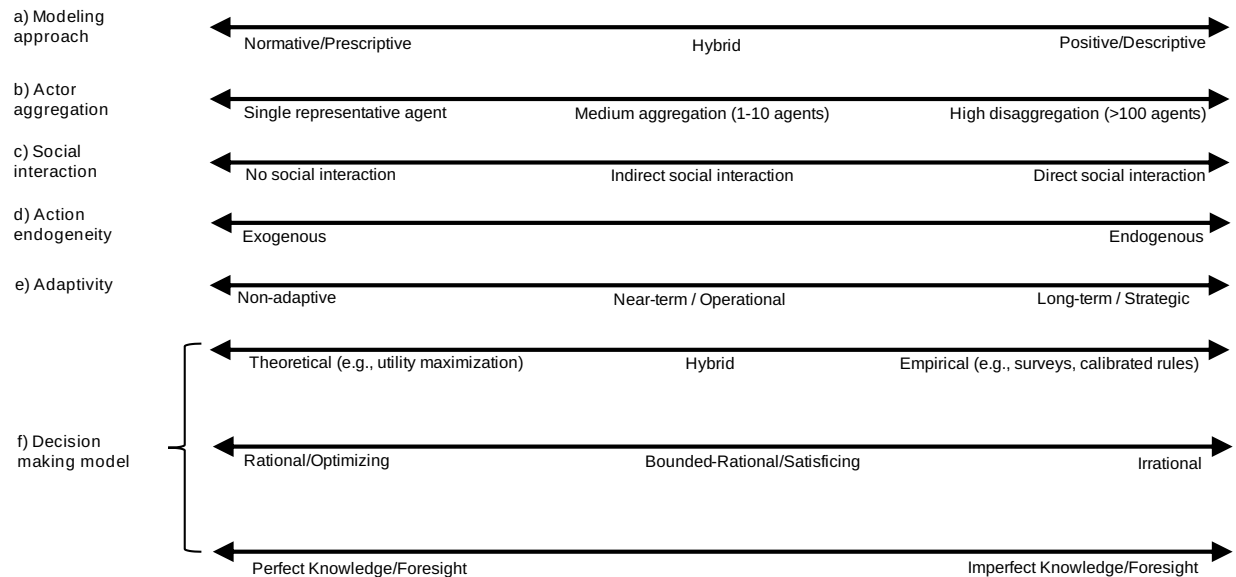 a) Modeling
approach
Normative/Prescriptive Hybrid Positive/Descriptive
b) Actor
aggregation
Single representative agent Medium aggregation (1-10 agents) High disaggregation (>100 agents)
c) Social
interaction
No social interaction Indirect social interaction Direct social interaction
d) Action
endogeneity
Exogenous Endogenous
e) Adaptivity
Non-adaptive Near-term / Operational Long-term / Strategic
Theoretical (e.g., utility maximization) Hybrid Empirical (e.g., surveys, calibrated rules)
f) Decision
making model
Rational/Optimizing Bounded-Rational/Satisficing Irrational
Perfect Knowledge/Foresight Imperfect Knowledge/Foresight